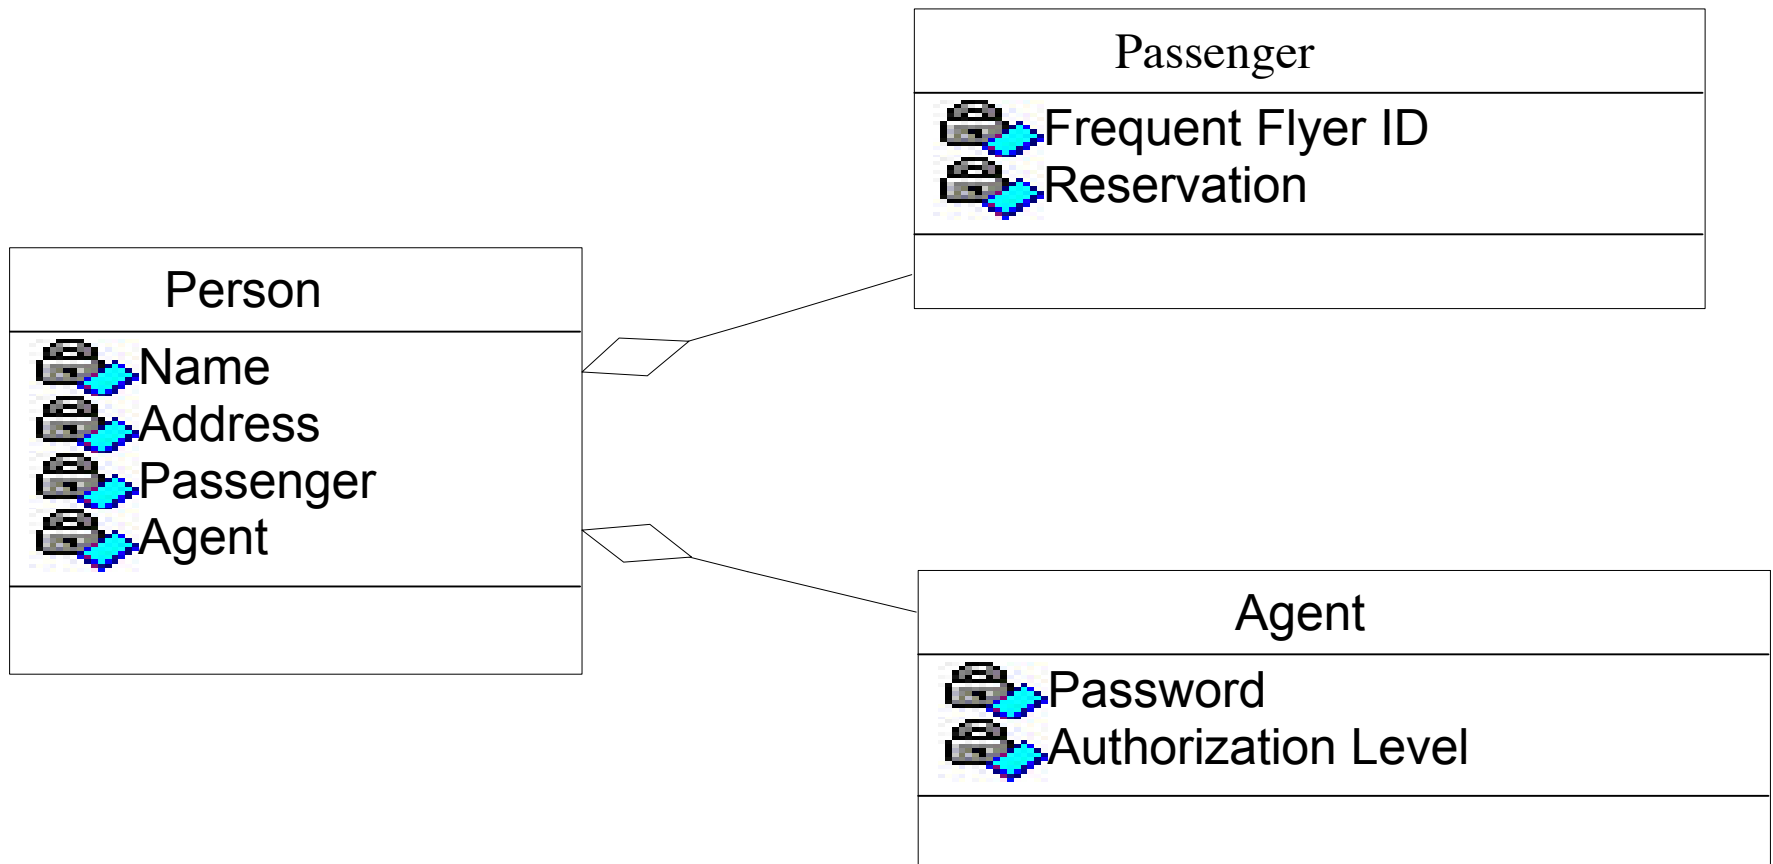 Passenger
Frequent Flyer ID
Reservation
Person
Name
Address
Passenger
Agent
Agent
Password
Authorization Level